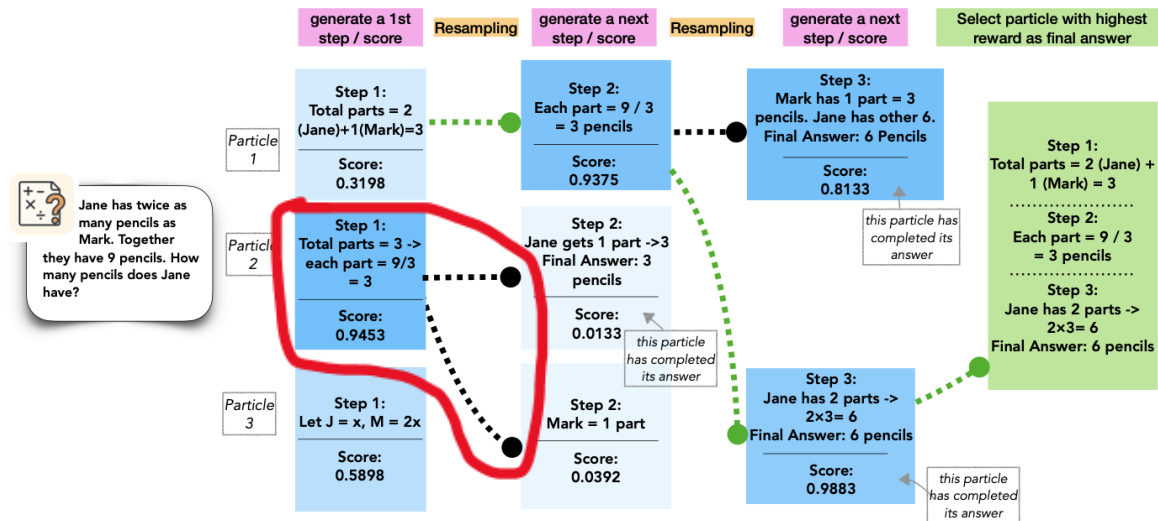 generate a 1st
step / score
Resampling
generate a next
step / score
Resampling
generate a next
step / score
Select particle with highest
reward as final answer
Jane has twice as
many pencils as
Mark. Together
they have 9 pencils. How
many pencils does Jane
have?
Particle
1
Step 1:
Total parts = 2
(Jane)+1(Mark)=3
Score:
0.3198
Step 2:
Each part = 9 / 3
= 3 pencils
Score:
0.9375
Step 3:
Mark has 1 part = 3
pencils. Jane has other 6.
Final Answer: 6 Pencils
Score:
0.8133
this particle has
completed its
answer
Particle
2
Step 1:
Total parts = 3 ->
each part = 9/3
= 3
Score:
0.9453
Step 2:
Jane gets 1 part ->3
Final Answer: 3
pencils
Score:
0.0133
this particle
has completed
its answer
Particle
3
Step 1:
Let J = x, M = 2x
Score:
0.5898
Step 2:
Mark = 1 part
Score:
0.0392
Step 3:
Jane has 2 parts ->
2×3= 6
Final Answer: 6 pencils
Score:
0.9883
this particle
has completed
its answer
Step 1:
Total parts = 2 (Jane) +
1 (Mark) = 3
Step 2:
Each part = 9 / 3
= 3 pencils
Step 3:
Jane has 2 parts ->
2×3= 6
Final Answer: 6 pencils